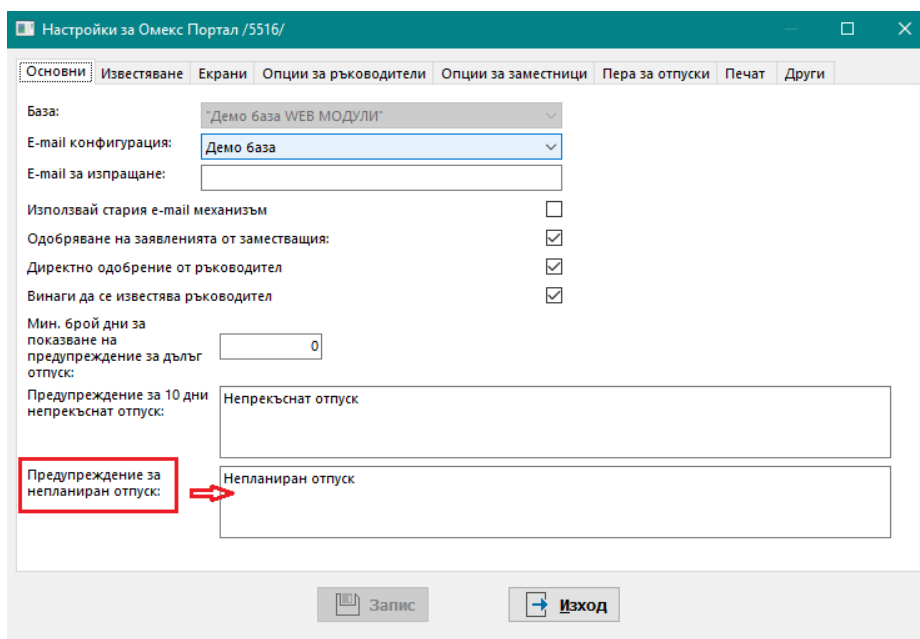 Настройки за Омекс Портал /5516/
Основни Известяване Екрани Опции за ръководители Опции за заместници Пера за отпуски Печат Други
База: "Демо база WEB МОДУЛИ"
E-mail конфигурация: Демо база
E-mail за изпращане:
Използвай стария e-mail механизъм
Одобряване на заявленията от заместващия:
Директно одобрение от ръководител
Винаги да се известява ръководител
Мин. брой дни за
показване на
предупреждение за дълъг
отпуск:
0
Предупреждение за 10 дни
непрекъснат отпуск:
Непрекъснат отпуск
Предупреждение за
непланиран отпуск:
Непланиран отпуск
Запис Изход